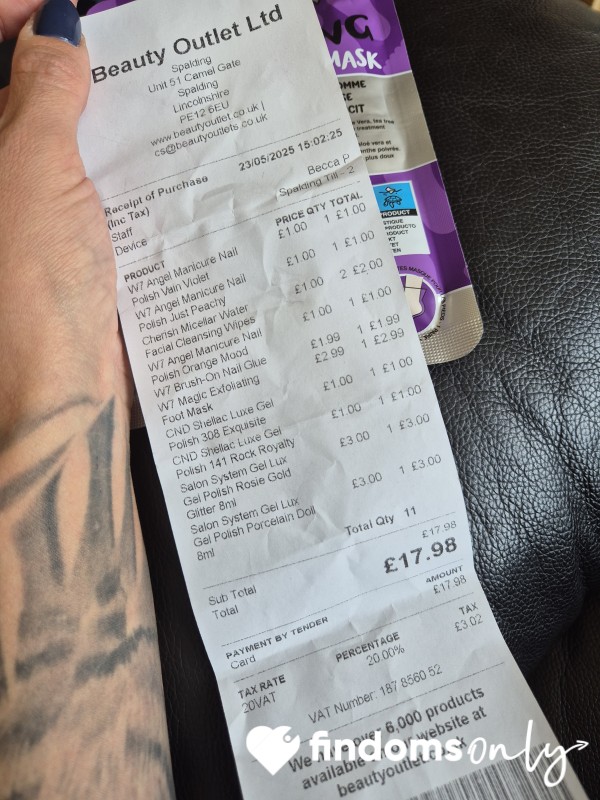 Beauty Outlet Ltd
Spalding
Unit 51 Camel Gate
Spalding
Lincolnshire
PE12 6EU
www.beautyoutlet.co.uk |
cs@beautyoutlets.co.uk
23/05/2025 15:02:25
Receipt of Purchase
(Inc Tax)
Staff Becca P
Device Spalding Till - 2
PRODUCT PRICE QTY TOTAL
W7 Angel Manicure Nail £1.00 1 £1.00
Polish Vain Violet
W7 Angel Manicure Nail £1.00 1 £1.00
Polish Just Peachy
Cherish Micellar Water £1.00 2 £2.00
Facial Cleansing Wipes
W7 Angel Manicure Nail £1.00 1 £1.00
Polish Orange Mood
W7 Brush-On Nail Glue £1.99 1 £1.99
W7 Magic Exfoliating £2.99 1 £2.99
Foot Mask
CND Shellac Luxe Gel £1.00 1 £1.00
Polish 308 Exquisite
CND Shellac Luxe Gel £1.00 1 £1.00
Polish 141 Rock Royalty
Salon System Gel Lux £3.00 1 £3.00
Gel Polish Rosie Gold
Glitter 8ml
Salon System Gel Lux £3.00 1 £3.00
Gel Polish Porcelain Doll
8ml
Total Qty 11
Sub Total £17.98
Total £17.98
PAYMENT BY TENDER AMOUNT
Card £17.98
TAX RATE PERCENTAGE TAX
20VAT 20.00% £3.02
VAT Number: 187 8560 52
6,000 products
website at
MASK
PRODUCT
findomsonly